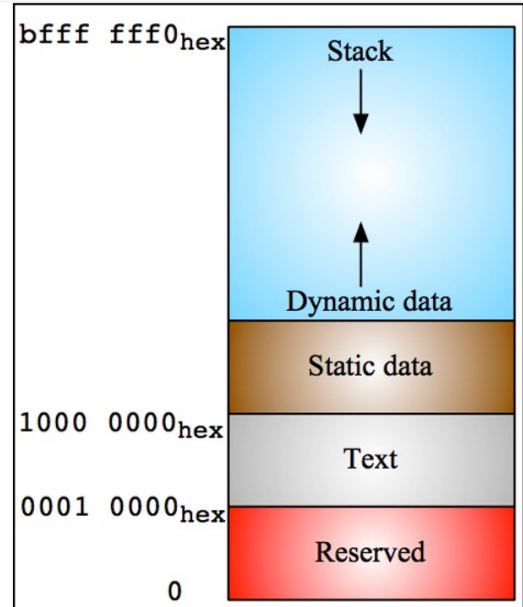 bfff fff0hex
Stack
Dynamic data
Static data
1000 0000hex
Text
0001 0000hex
Reserved
0